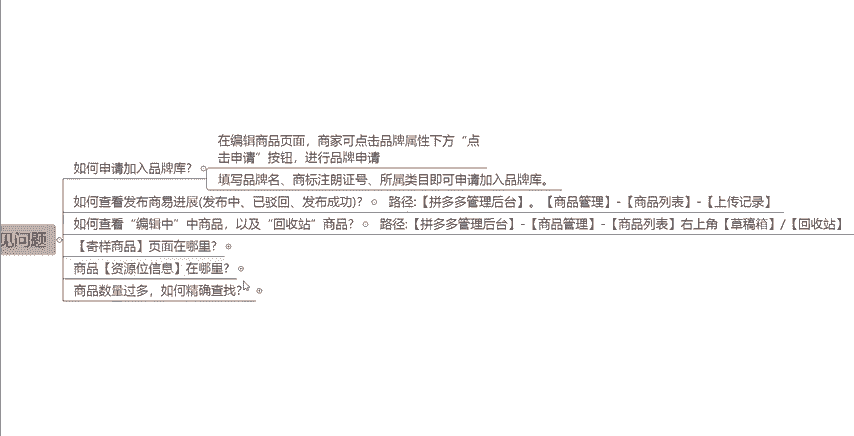 在编辑商品页面，商家可点击品牌属性下方“点
击申请”按钮，进行品牌申请
如何申请加入品牌库？
填写品牌名、商标注册证号、所属类目即可申请加入品牌库。
如何查看发布商易进展(发布中、已驳回、发布成功)？ 路径:【拼多多管理后台】。【商品管理】-【商品列表】-【上传记录】
如何查看“编辑中”中商品，以及“回收站”商品？ 路径:【拼多多管理后台】-【商品管理】-【商品列表】右上角【草稿箱】/【回收站】
见问题
【寄样商品】页面在哪里？
商品【资源位信息】在哪里？
商品数量过多，如何精确查找？